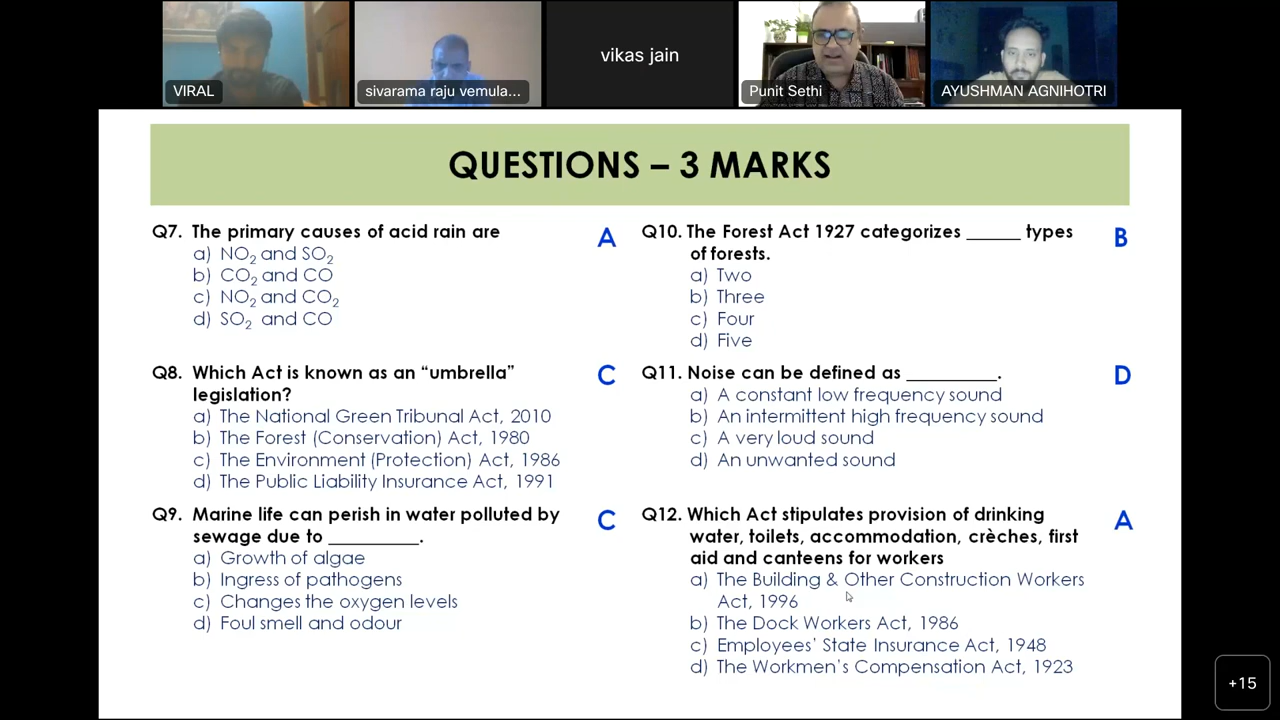 VIRAL
sivarama raju vemula...
vikas jain
Punit Sethi
AYUSHMAN AGNIHOTRI
QUESTIONS – 3 MARKS
Q7. The primary causes of acid rain are A
a) NO₂ and SO₂
b) CO₂ and CO
c) NO₂ and CO₂
d) SO₂ and CO
Q8. Which Act is known as an “umbrella” C
legislation?
a) The National Green Tribunal Act, 2010
b) The Forest (Conservation) Act, 1980
c) The Environment (Protection) Act, 1986
d) The Public Liability Insurance Act, 1991
Q9. Marine life can perish in water polluted by C
sewage due to __________.
a) Growth of algae
b) Ingress of pathogens
c) Changes the oxygen levels
d) Foul smell and odour
Q10. The Forest Act 1927 categorizes ______ types B
of forests.
a) Two
b) Three
c) Four
d) Five
Q11. Noise can be defined as __________. D
a) A constant low frequency sound
b) An intermittent high frequency sound
c) A very loud sound
d) An unwanted sound
Q12. Which Act stipulates provision of drinking A
water, toilets, accommodation, crèches, first
aid and canteens for workers
a) The Building & Other Construction Workers
Act, 1996
b) The Dock Workers Act, 1986
c) Employees’ State Insurance Act, 1948
d) The Workmen’s Compensation Act, 1923
+15